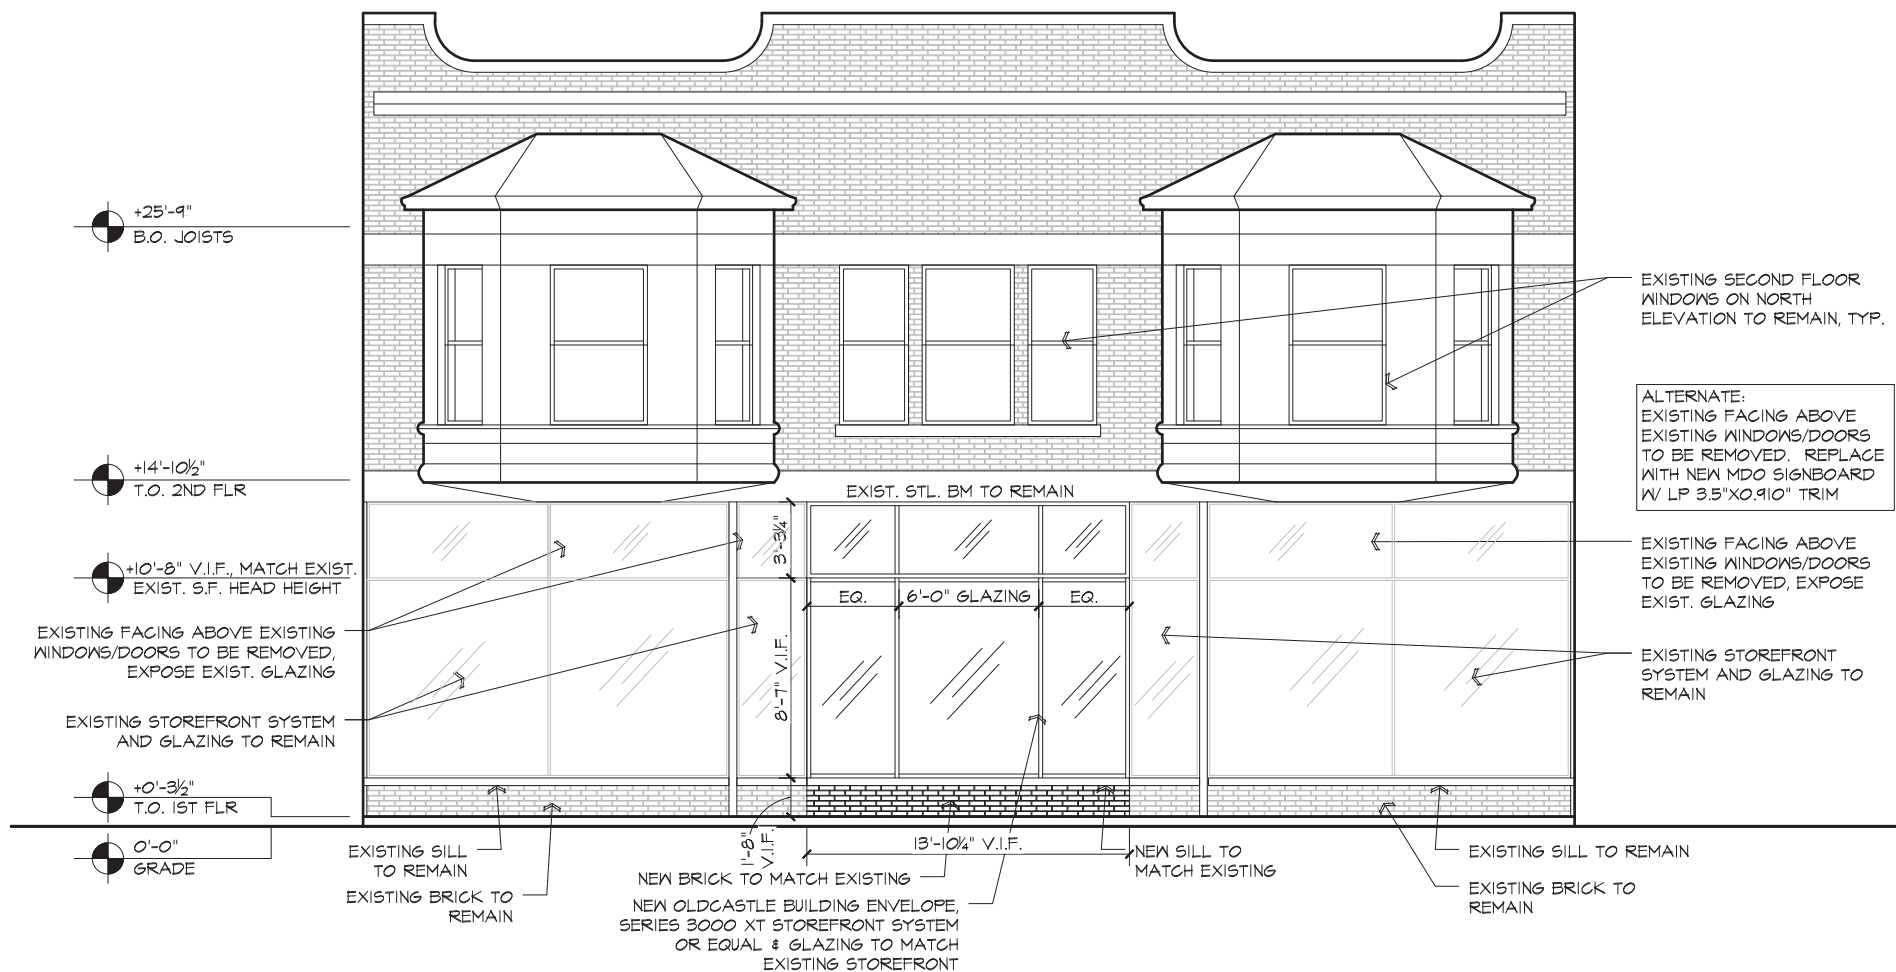 +25'-9"
B.O. JOISTS
EXISTING SECOND FLOOR
WINDOWS ON NORTH
ELEVATION TO REMAIN, TYP.
ALTERNATE:
EXISTING FACING ABOVE
EXISTING WINDOWS/DOORS
TO BE REMOVED. REPLACE
WITH NEW MDO SIGNBOARD
W/ LP 3.5"X0.910" TRIM
+14'-10½"
T.O. 2ND FLR
EXIST. STL. BM TO REMAIN
3'-3¼"
+10'-8" V.I.F., MATCH EXIST.
EXIST. S.F. HEAD HEIGHT
EXISTING FACING ABOVE
EXISTING WINDOWS/DOORS
TO BE REMOVED, EXPOSE
EXIST. GLAZING
EQ.
6'-0" GLAZING
EQ.
EXISTING FACING ABOVE EXISTING
WINDOWS/DOORS TO BE REMOVED,
EXPOSE EXIST. GLAZING
8'-7" V.I.F.
EXISTING STOREFRONT
SYSTEM AND GLAZING TO
REMAIN
EXISTING STOREFRONT SYSTEM
AND GLAZING TO REMAIN
+0'-3½"
T.O. 1ST FLR
0'-0"
GRADE
EXISTING SILL
TO REMAIN
EXISTING BRICK TO
REMAIN
1'-8"
V.I.F.
13'-10¼" V.I.F.
NEW BRICK TO MATCH EXISTING
NEW OLDCASTLE BUILDING ENVELOPE,
SERIES 3000 XT STOREFRONT SYSTEM
OR EQUAL & GLAZING TO MATCH
EXISTING STOREFRONT
NEW SILL TO
MATCH EXISTING
EXISTING SILL TO REMAIN
EXISTING BRICK TO
REMAIN